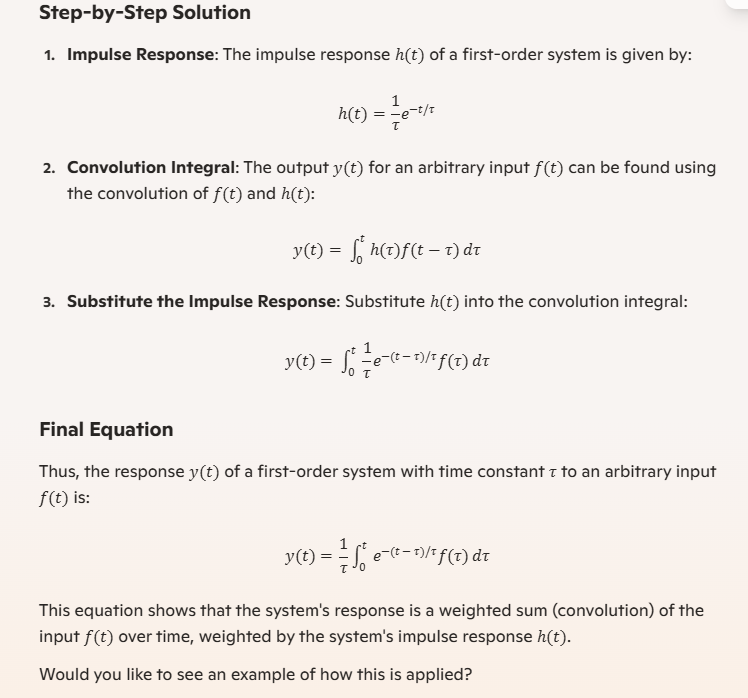 Step-by-Step Solution
1. Impulse Response: The impulse response h(t) of a first-order system is given by:
h(t) = 1/τ e^−t/τ
2. Convolution Integral: The output y(t) for an arbitrary input f(t) can be found using
the convolution of f(t) and h(t):
y(t) = ∫₀ᵗ h(τ)f(t − τ) dτ
3. Substitute the Impulse Response: Substitute h(t) into the convolution integral:
y(t) = ∫₀ᵗ 1/τ e^−(t − τ)/τ f(τ) dτ
Final Equation
Thus, the response y(t) of a first-order system with time constant τ to an arbitrary input
f(t) is:
y(t) = 1/τ ∫₀ᵗ e^−(t − τ)/τ f(τ) dτ
This equation shows that the system's response is a weighted sum (convolution) of the
input f(t) over time, weighted by the system's impulse response h(t).
Would you like to see an example of how this is applied?